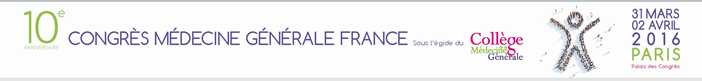 10e
ANNIVERSAIRE
CONGRÈS MÉDECINE GÉNÉRALE FRANCE
Sous l'égide du
Collège
Médecine
Générale
31 MARS
02 AVRIL
2016
PARIS
Palais des Congrès